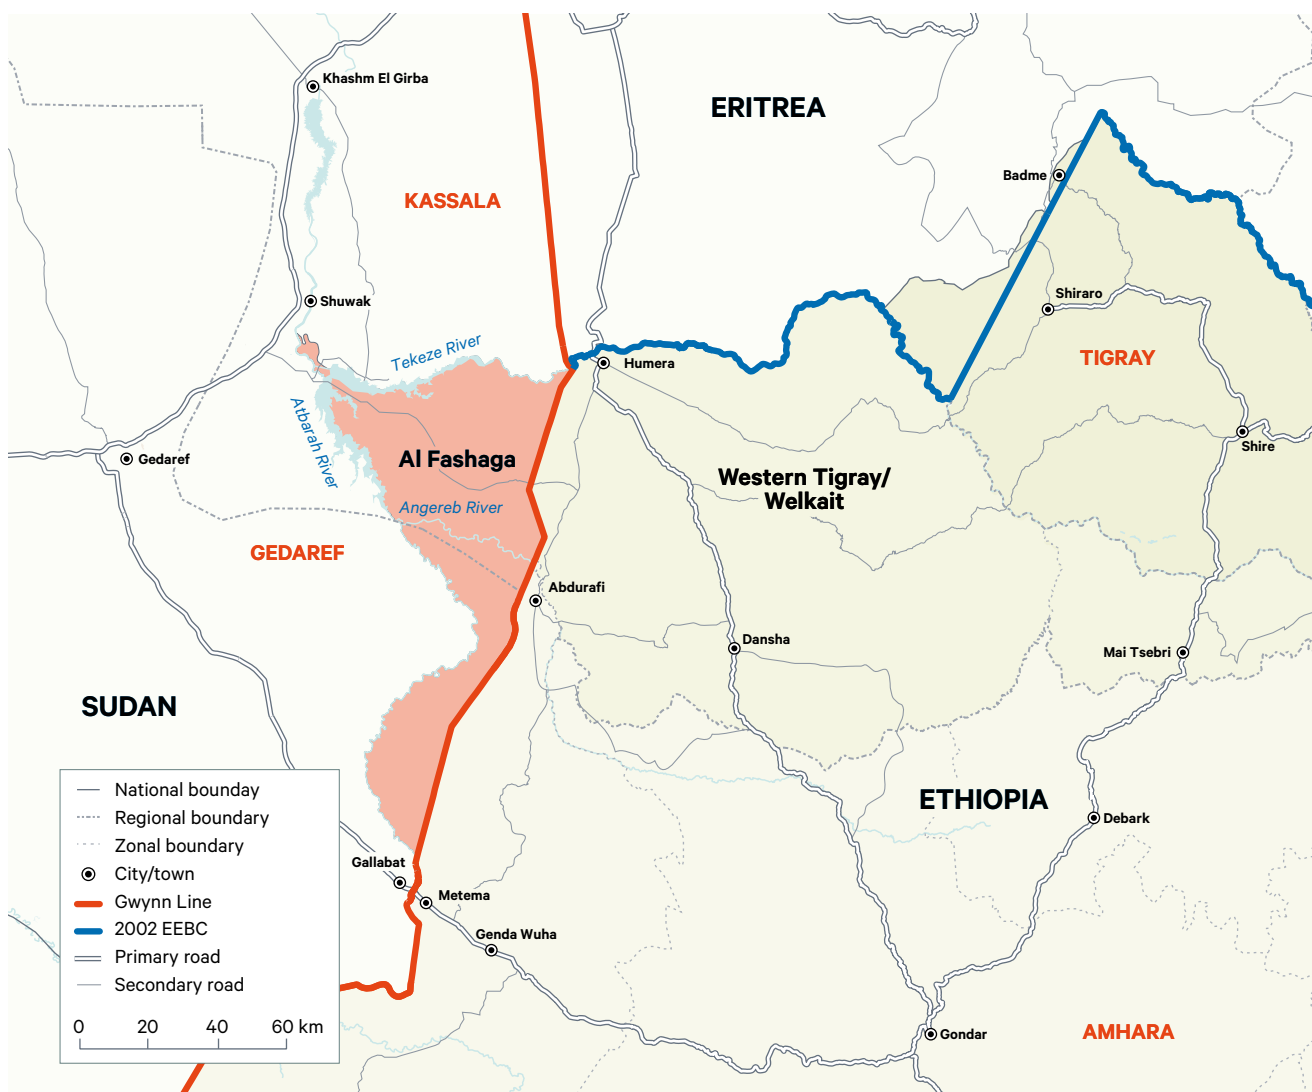 Khashm El Girba
ERITREA
Badme
KASSALA
Shuwak
Shiraro
Tekeze River
Humera
TIGRAY
Atbarah River
Gedaref
Al Fashaga
Shire
Western Tigray/
Welkait
Angereb River
GEDAREF
Abdurafi
Dansha
Mai Tsebri
SUDAN
ETHIOPIA
Debark
Gallabat
Metema
Genda Wuha
Gondar
AMHARA
National bounday
Regional boundary
Zonal boundary
City/town
Gwynn Line
2002 EEBC
Primary road
Secondary road
0 20 40 60 km